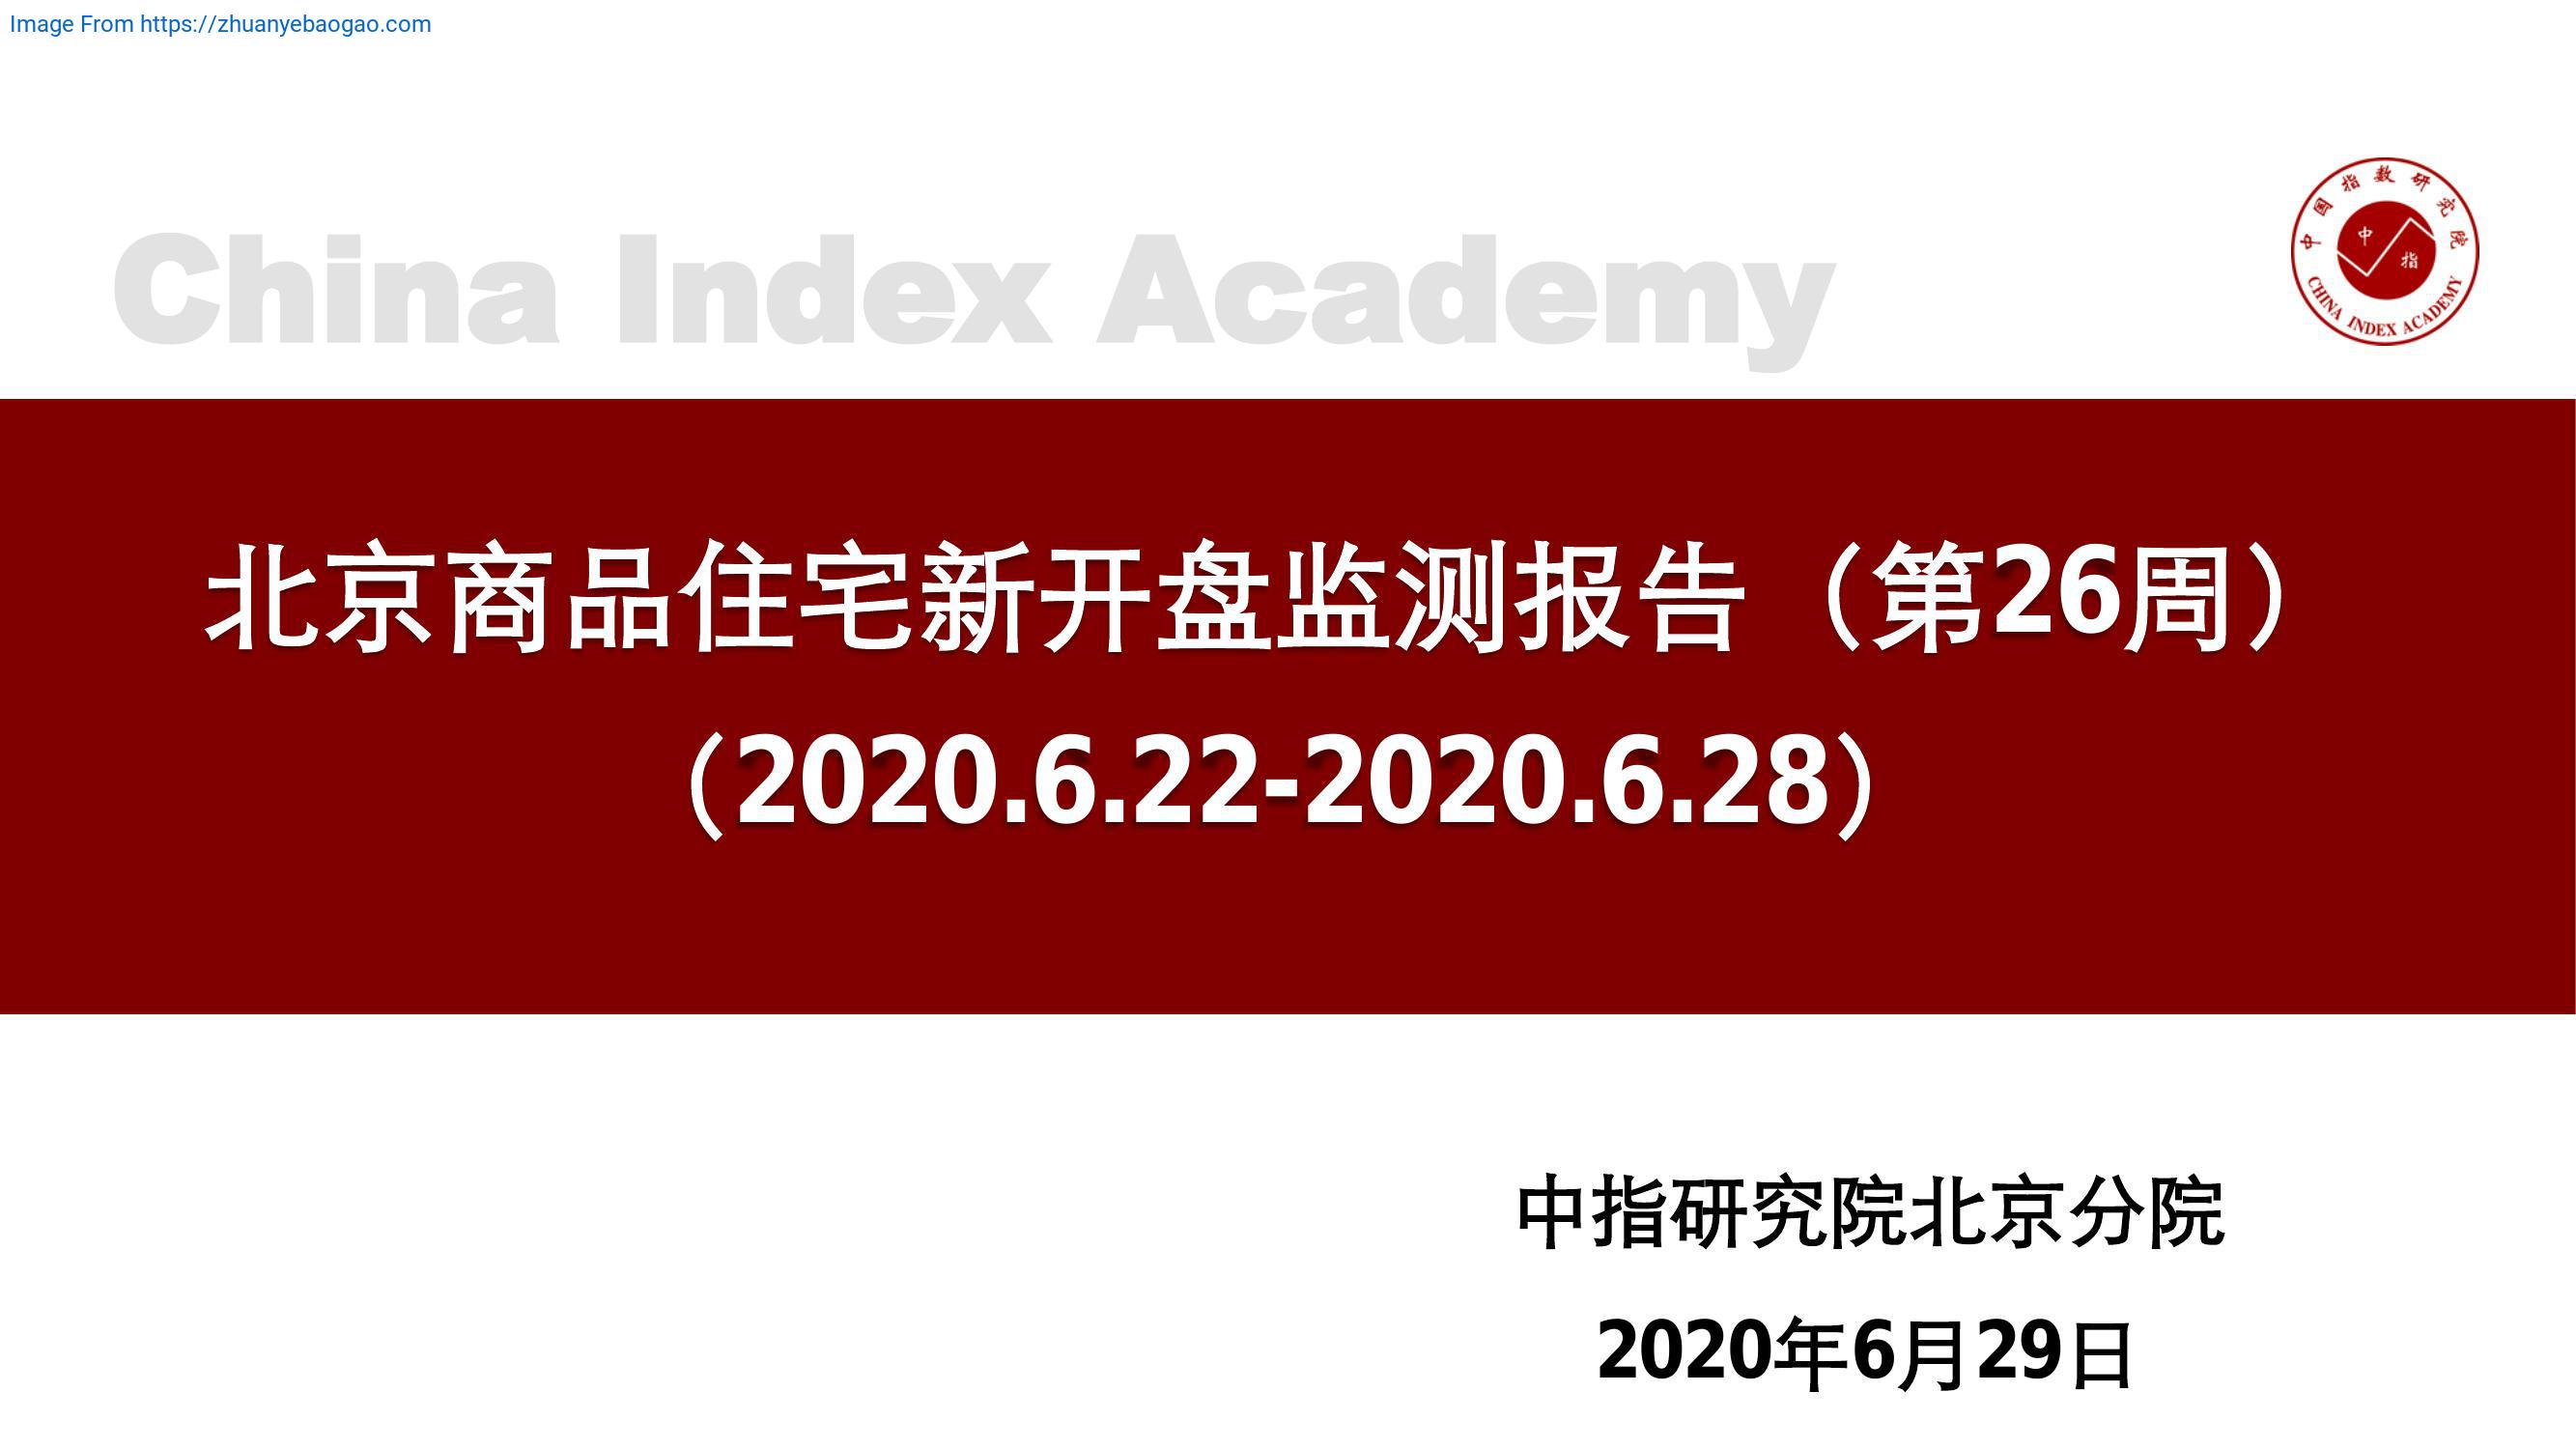 Image From https://zhuanyebaogao.com
中国指数研究院
中指
CHINA INDEX ACADEMY
China Index Academy
北京商品住宅新开盘监测报告（第26周）
（2020.6.22-2020.6.28）
中指研究院北京分院
2020年6月29日